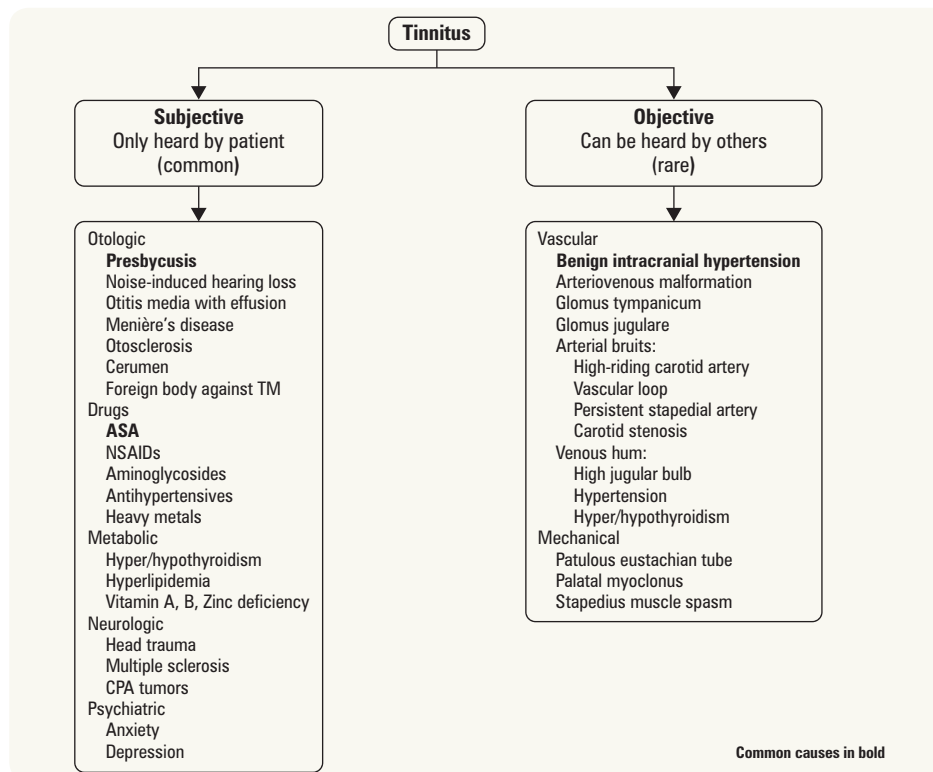 Tinnitus
Subjective
Only heard by patient
(common)
Otologic
Presbycusis
Noise-induced hearing loss
Otitis media with effusion
Menière's disease
Otosclerosis
Cerumen
Foreign body against TM
Drugs
ASA
NSAIDs
Aminoglycosides
Antihypertensives
Heavy metals
Metabolic
Hyper/hypothyroidism
Hyperlipidemia
Vitamin A, B, Zinc deficiency
Neurologic
Head trauma
Multiple sclerosis
CPA tumors
Psychiatric
Anxiety
Depression
Objective
Can be heard by others
(rare)
Vascular
Benign intracranial hypertension
Arteriovenous malformation
Glomus tympanicum
Glomus jugulare
Arterial bruits:
High-riding carotid artery
Vascular loop
Persistent stapedial artery
Carotid stenosis
Venous hum:
High jugular bulb
Hypertension
Hyper/hypothyroidism
Mechanical
Patulous eustachian tube
Palatal myoclonus
Stapedius muscle spasm
Common causes in bold